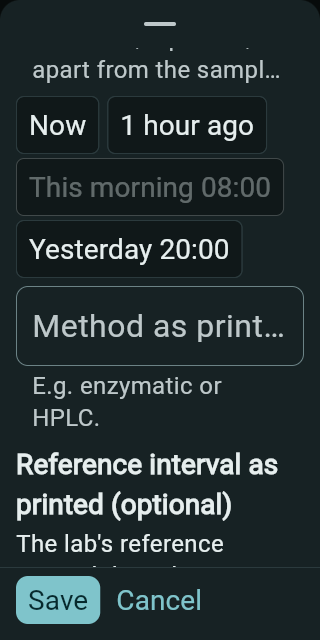 apart from the sampl…
Now
1 hour ago
This morning 08:00
Yesterday 20:00
Method as print…
E.g. enzymatic or
HPLC.
Reference interval as
printed (optional)
The lab's reference
Save
Cancel